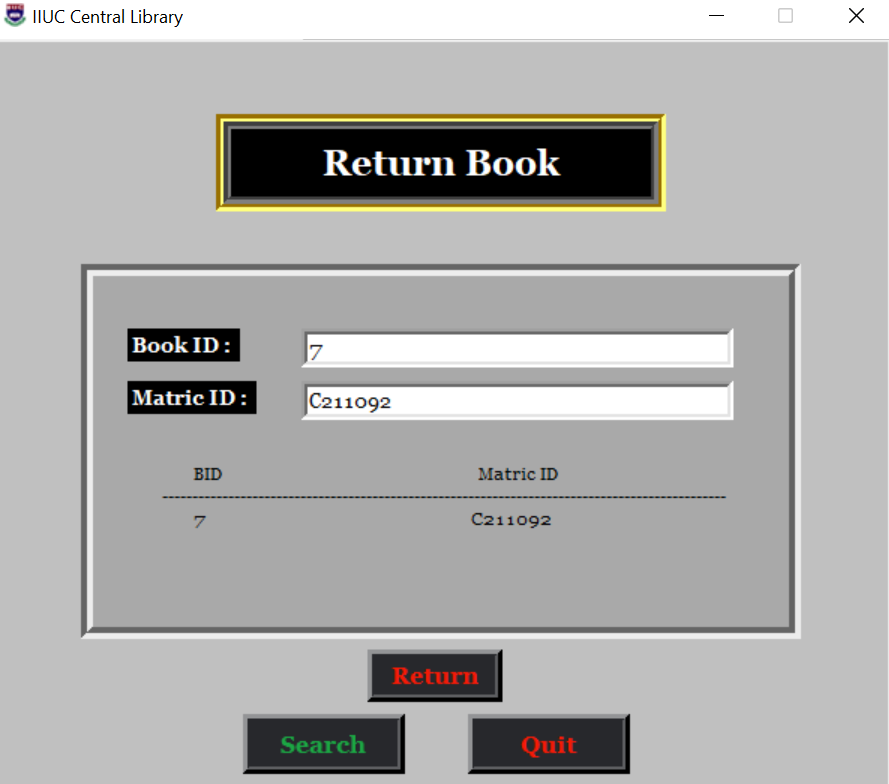 IIUC Central Library
Return Book
Book ID : 7
Matric ID : C211092
BID Matric ID
--------------------------------------------------------------------------------------------
7 C211092
Return
Search Quit